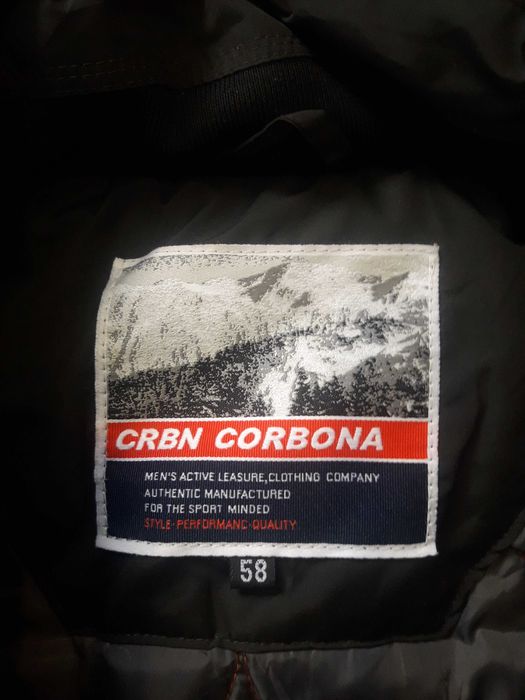 CRBN CORBONA
MEN'S ACTIVE LEASURE,CLOTHING COMPANY
AUTHENTIC MANUFACTURED
FOR THE SPORT MINDED
STYLE·PERFORMANC·QUALITY
58